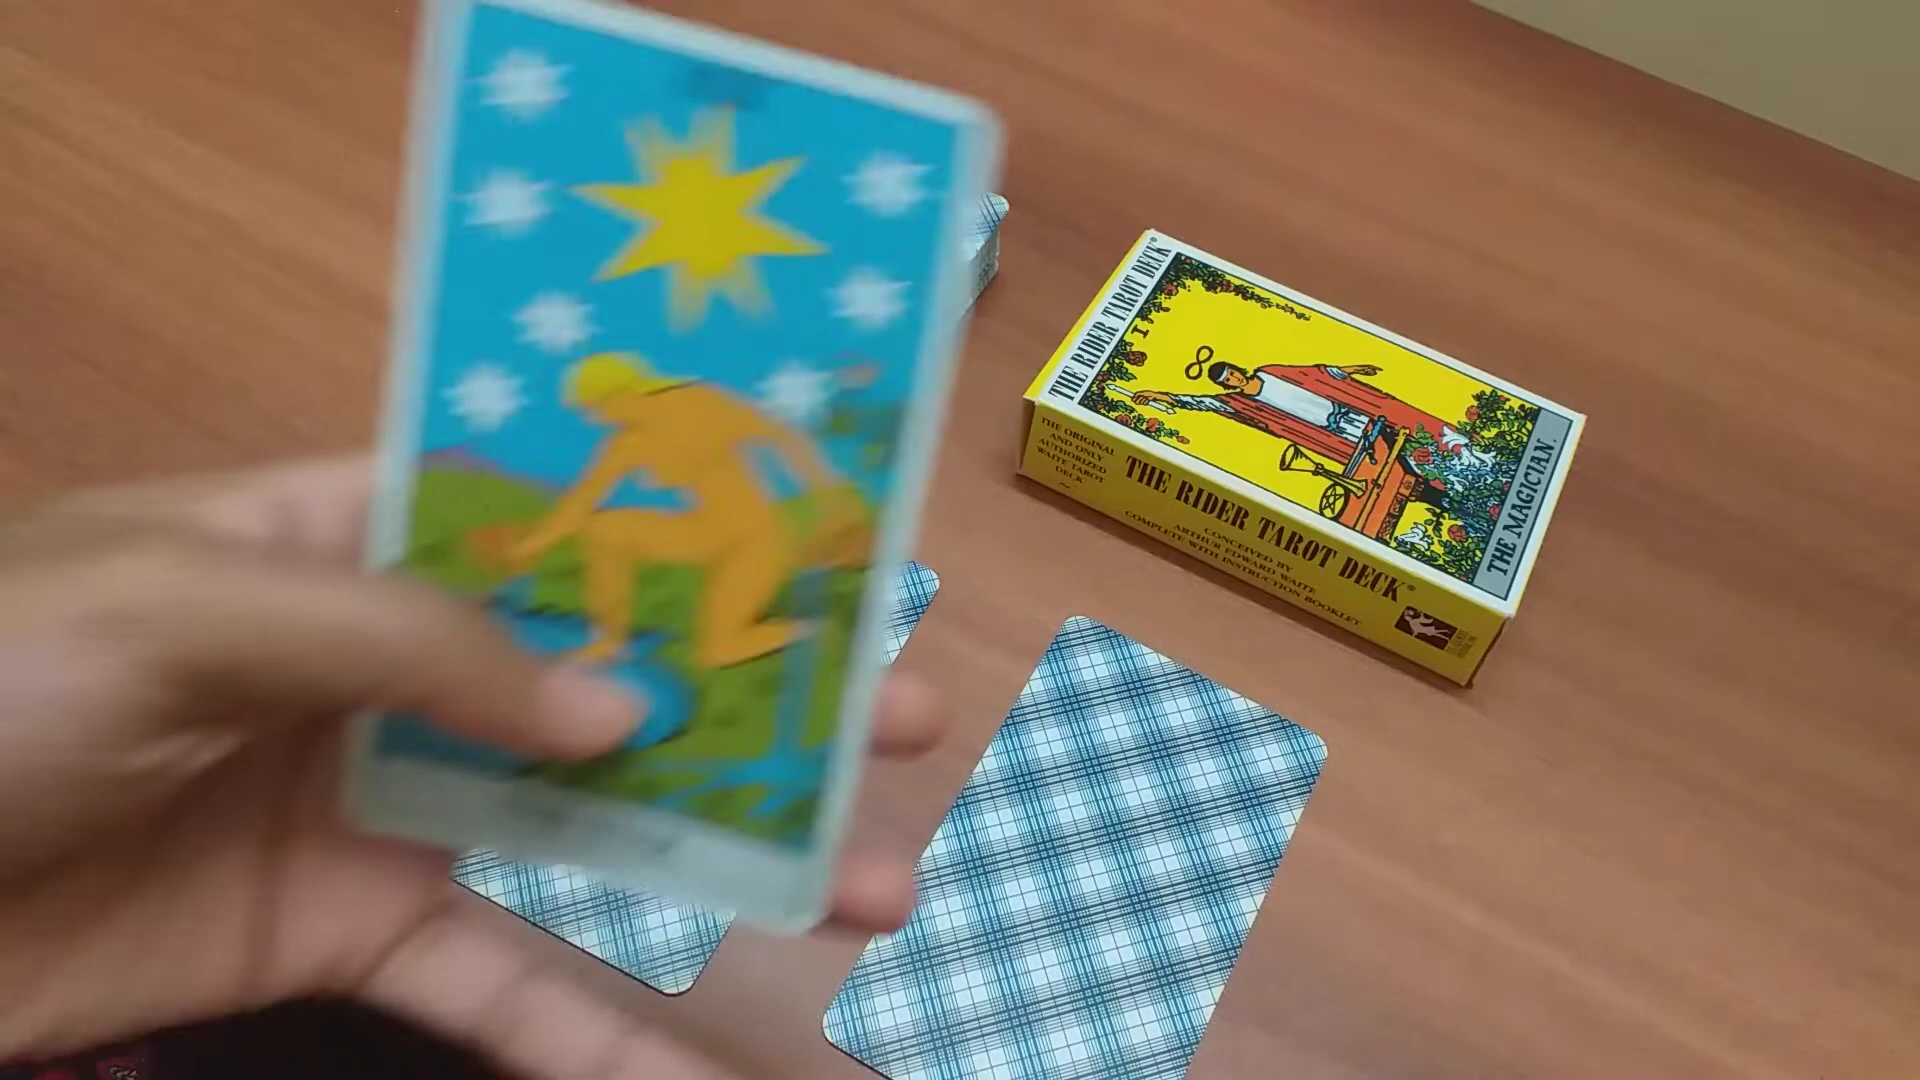 THE RIDER TAROT DECK®
I
THE MAGICIAN.
THE ORIGINAL
AND ONLY
AUTHORIZED
WAITE TAROT
DECK
~
THE RIDER TAROT DECK®
CONCEIVED BY
ARTHUR EDWARD WAITE
COMPLETE WITH INSTRUCTION BOOKLET